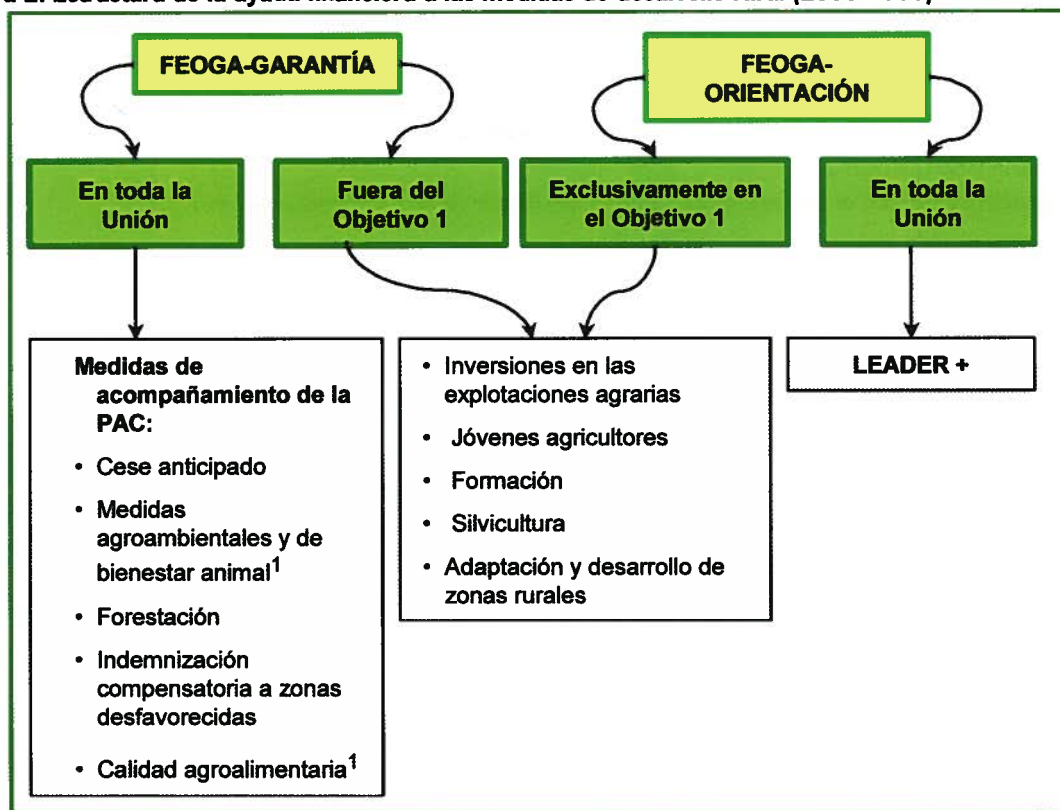 FEOGA-GARANTÍA
FEOGA-
ORIENTACIÓN
En toda la
Unión
Fuera del
Objetivo 1
Exclusivamente en
el Objetivo 1
En toda la
Unión
Medidas de
acompañamiento de la
PAC:
• Cese anticipado
• Medidas
agroambientales y de
bienestar animal1
• Forestación
• Indemnización
compensatoria a zonas
desfavorecidas
• Calidad agroalimentaria1
• Inversiones en las
explotaciones agrarias
• Jóvenes agricultores
• Formación
• Silvicultura
• Adaptación y desarrollo de
zonas rurales
LEADER +